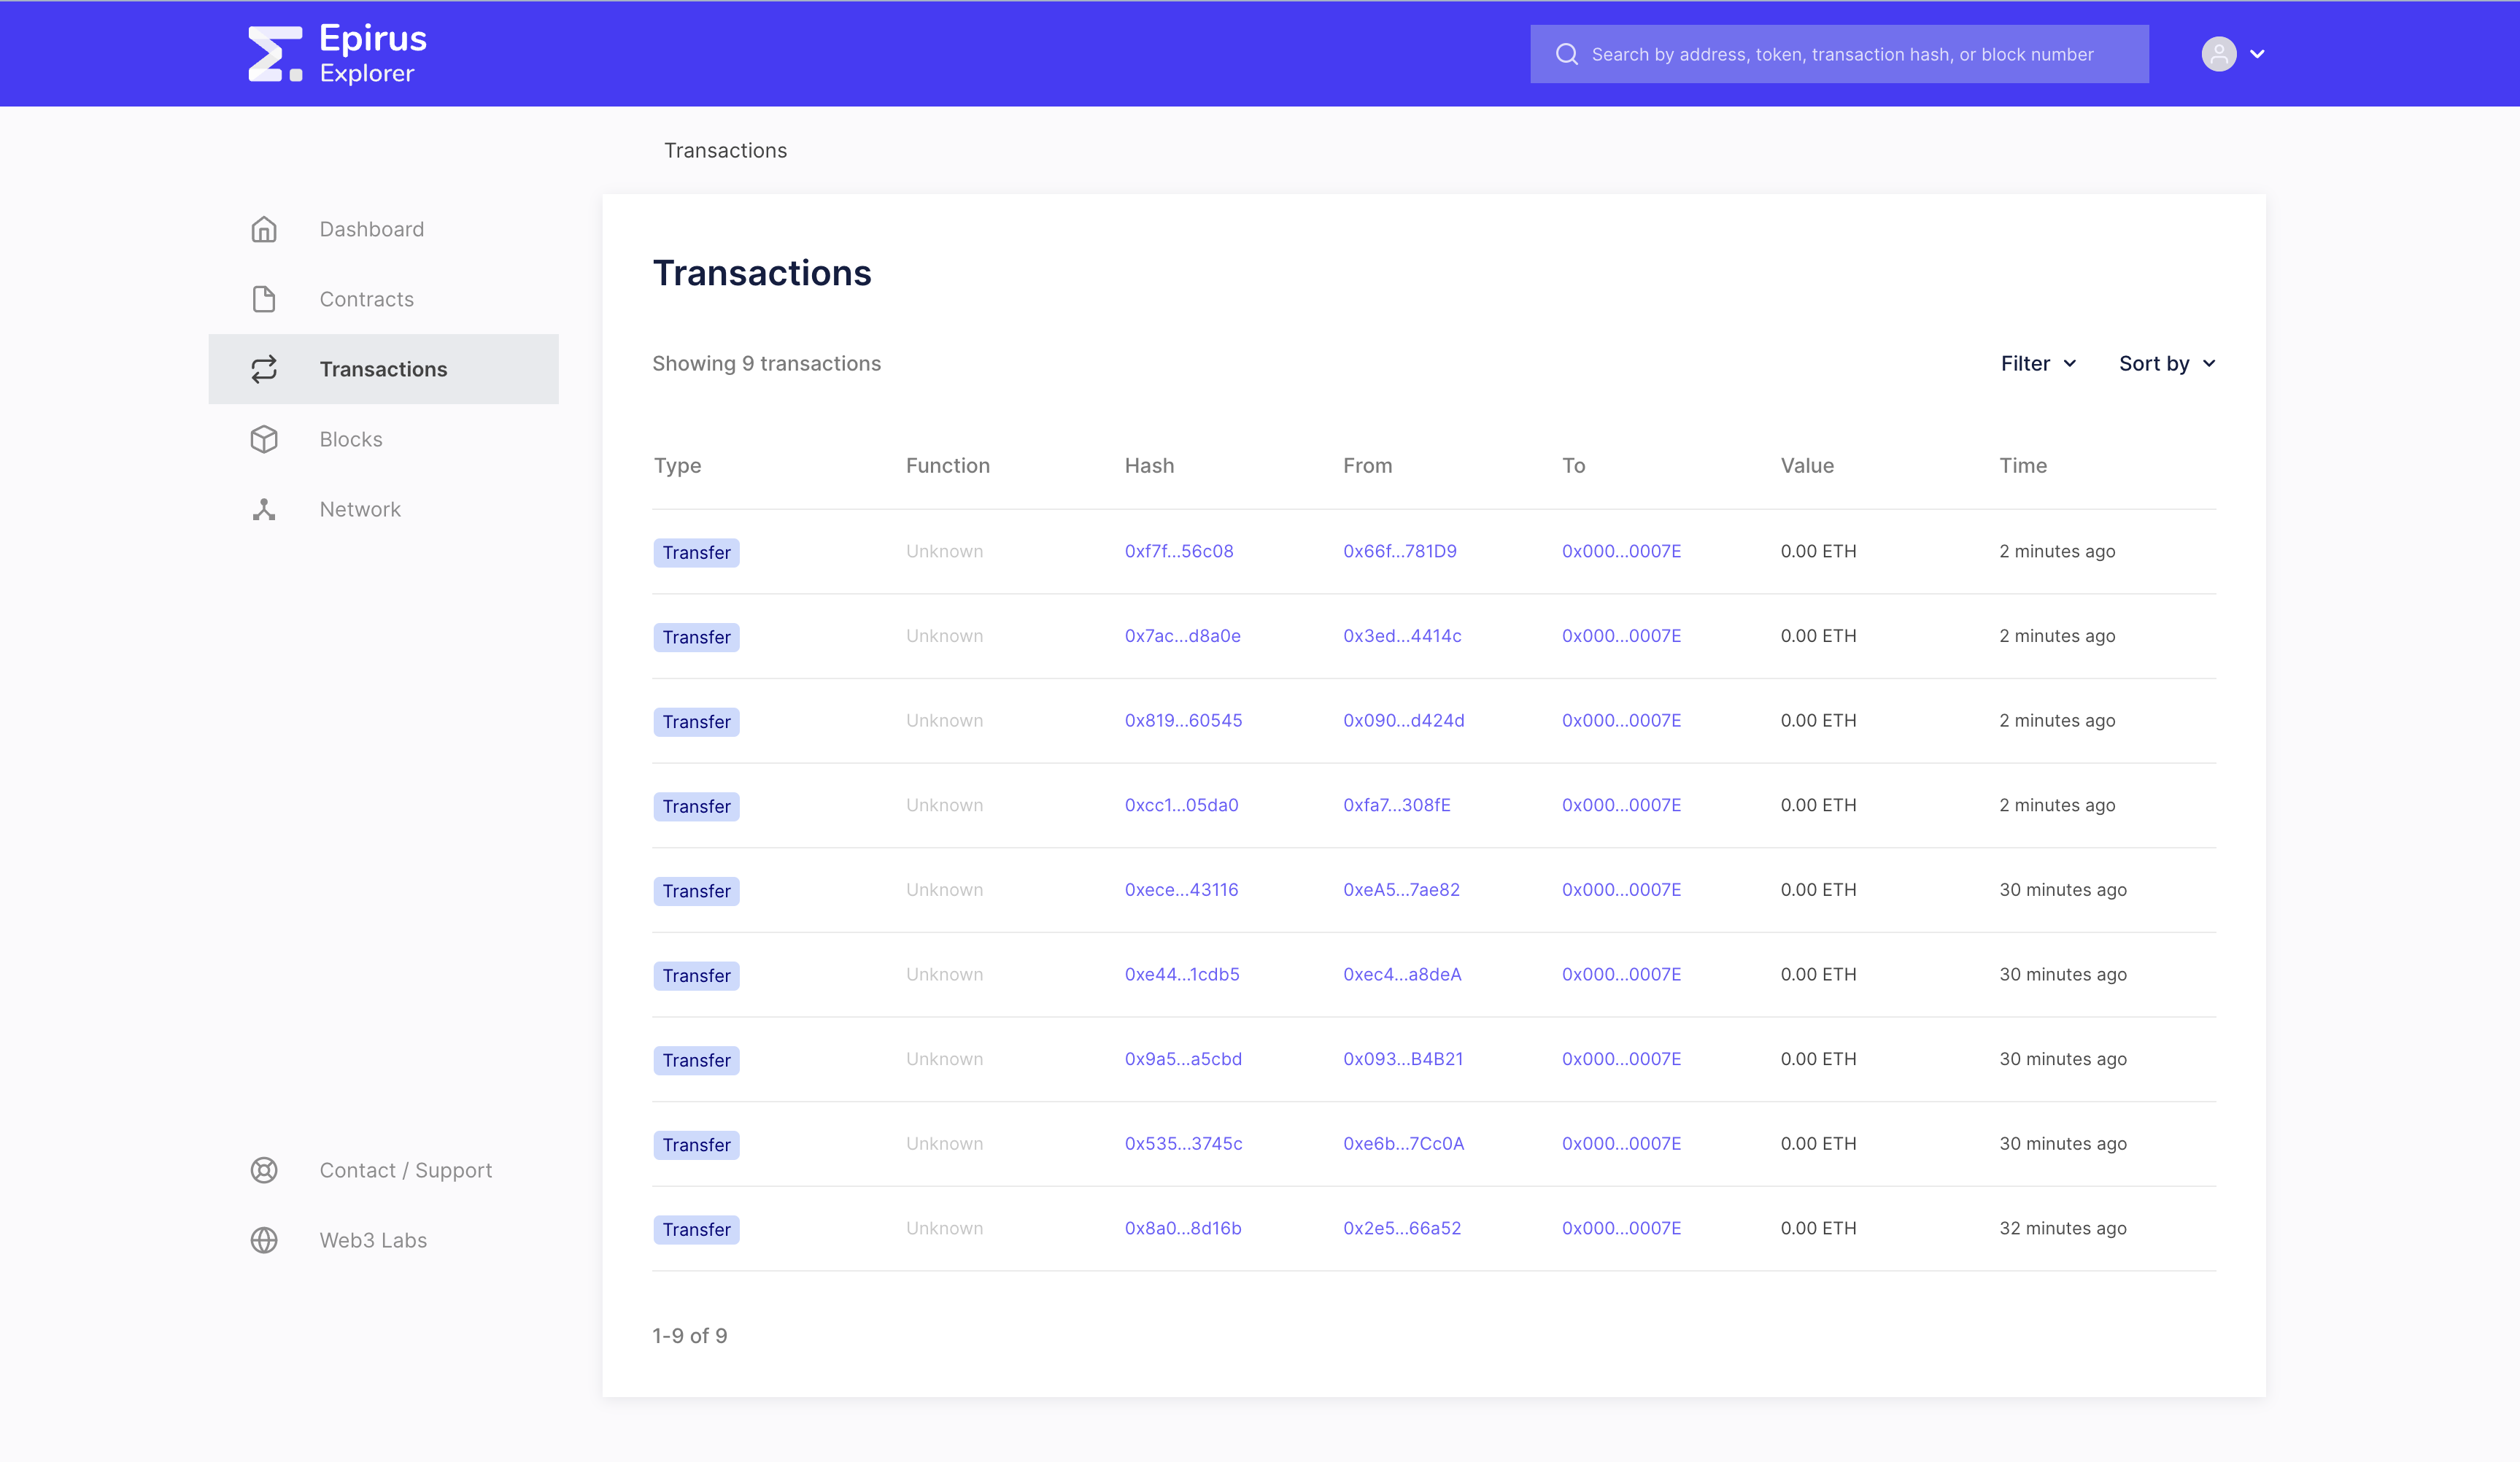 Epirus
Explorer
Search by address, token, transaction hash, or block number
Transactions
Dashboard
Contracts
Transactions
Blocks
Network
Contact / Support
Web3 Labs
Transactions
Showing 9 transactions
Filter Sort by
Type Function Hash From To Value Time
Transfer Unknown 0xf7f...56c08 0x66f...781D9 0x000...0007E 0.00 ETH 2 minutes ago
Transfer Unknown 0x7ac...d8a0e 0x3ed...4414c 0x000...0007E 0.00 ETH 2 minutes ago
Transfer Unknown 0x819...60545 0x090...d424d 0x000...0007E 0.00 ETH 2 minutes ago
Transfer Unknown 0xcc1...05da0 0xfa7...308fE 0x000...0007E 0.00 ETH 2 minutes ago
Transfer Unknown 0xece...43116 0xeA5...7ae82 0x000...0007E 0.00 ETH 30 minutes ago
Transfer Unknown 0xe44...1cdb5 0xec4...a8deA 0x000...0007E 0.00 ETH 30 minutes ago
Transfer Unknown 0x9a5...a5cbd 0x093...B4B21 0x000...0007E 0.00 ETH 30 minutes ago
Transfer Unknown 0x535...3745c 0xe6b...7Cc0A 0x000...0007E 0.00 ETH 30 minutes ago
Transfer Unknown 0x8a0...8d16b 0x2e5...66a52 0x000...0007E 0.00 ETH 32 minutes ago
1-9 of 9